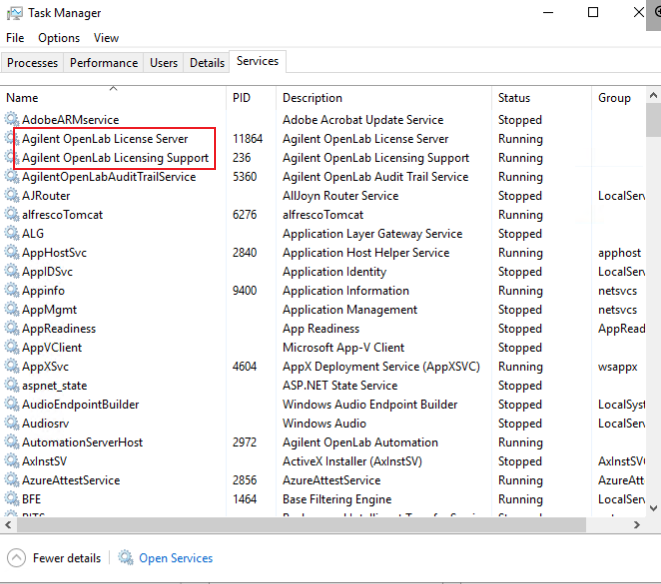 Task Manager
File Options View
Processes Performance Users Details Services
Name PID Description Status Group
AdobeARMservice Adobe Acrobat Update Service Stopped
Agilent OpenLab License Server 11864 Agilent OpenLab License Server Running
Agilent OpenLab Licensing Support 236 Agilent OpenLab Licensing Support Running
AgilentOpenLabAuditTrailService 5360 Agilent OpenLab Audit Trail Service Running
AJRouter AllJoyn Router Service Stopped LocalServ
alfrescoTomcat 6276 alfrescoTomcat Running
ALG Application Layer Gateway Service Stopped
AppHostSvc 2840 Application Host Helper Service Running apphost
AppIDSvc Application Identity Stopped LocalServ
Appinfo 9400 Application Information Running netsvcs
AppMgmt Application Management Stopped netsvcs
AppReadiness App Readiness Stopped AppRead
AppVClient Microsoft App-V Client Stopped
AppXSvc 4604 AppX Deployment Service (AppXSVC) Running wsappx
aspnet_state ASP.NET State Service Stopped
AudioEndpointBuilder Windows Audio Endpoint Builder Stopped LocalSyst
Audiosrv Windows Audio Stopped LocalServ
AutomationServerHost 2972 Agilent OpenLab Automation Running
AxInstSV ActiveX Installer (AxInstSV) Stopped AxInstSV
AzureAttestService 2856 AzureAttestService Running AzureAtt
BFE 1464 Base Filtering Engine Running LocalServ
Fewer details Open Services